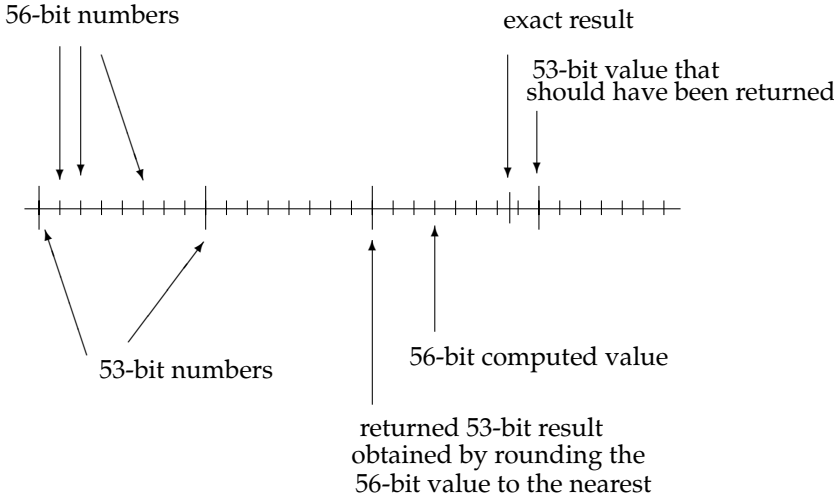 56-bit numbers
exact result
53-bit value that
should have been returned
53-bit numbers
56-bit computed value
returned 53-bit result
obtained by rounding the
56-bit value to the nearest